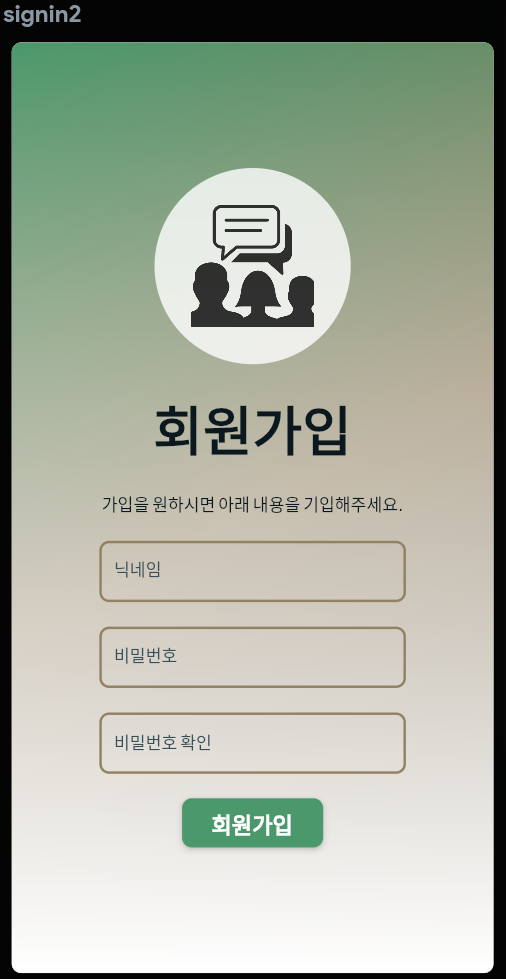 signin2
회원가입
가입을 원하시면 아래 내용을 기입해주세요.
닉네임
비밀번호
비밀번호 확인
회원가입